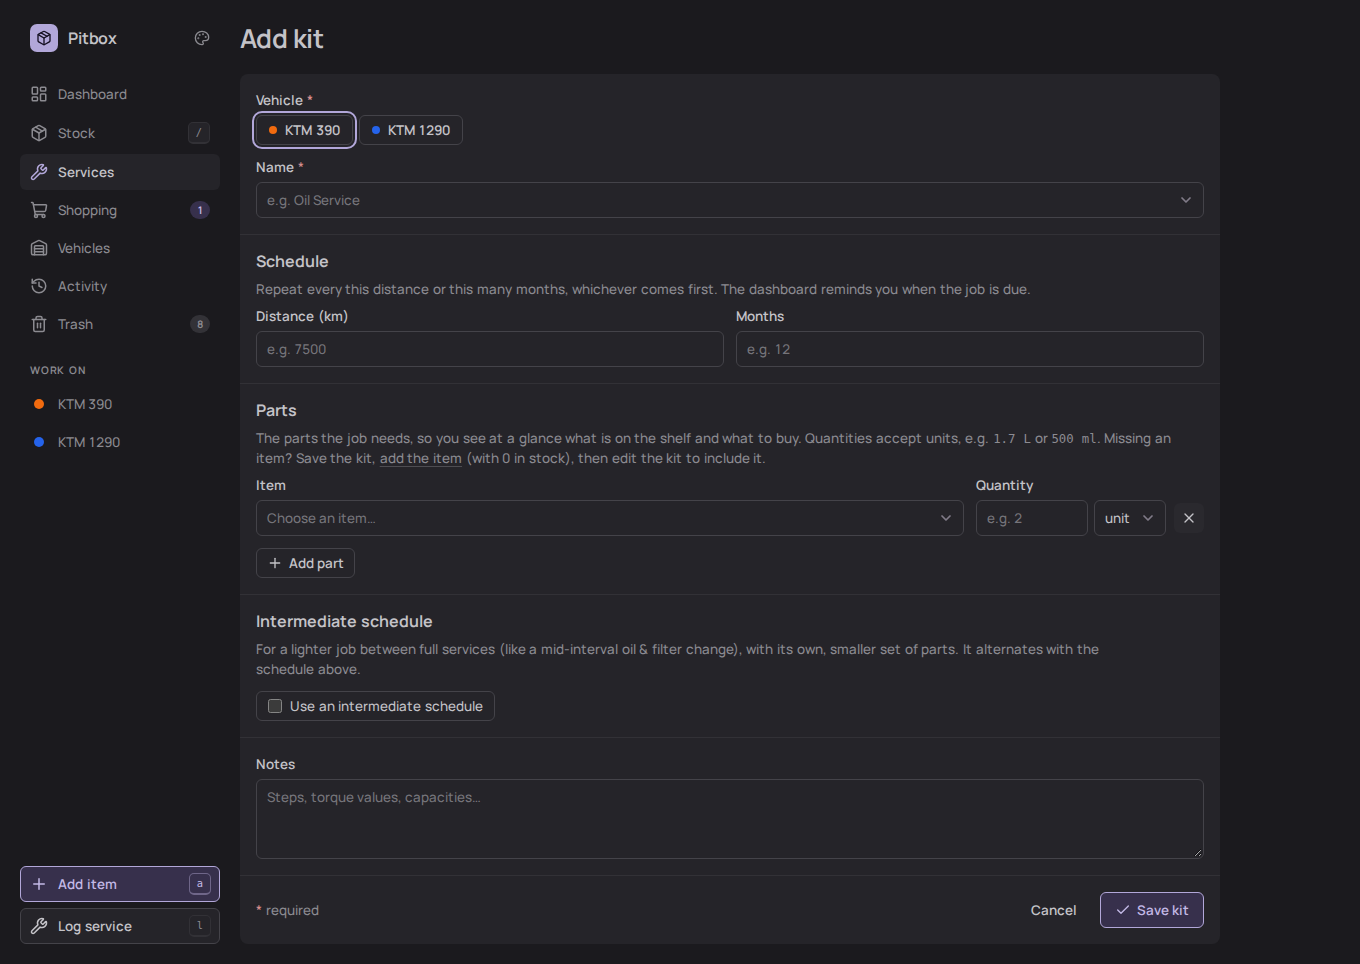 Pitbox
Dashboard
Stock /
Services
Shopping 1
Vehicles
Activity
Trash 8
WORK ON
KTM 390
KTM 1290
Add item a
Log service l
Add kit
Vehicle *
KTM 390 KTM 1290
Name *
e.g. Oil Service
Schedule
Repeat every this distance or this many months, whichever comes first. The dashboard reminds you when the job is due.
Distance (km) Months
e.g. 7500 e.g. 12
Parts
The parts the job needs, so you see at a glance what is on the shelf and what to buy. Quantities accept units, e.g. 1.7 L or 500 ml. Missing an
item? Save the kit, add the item (with 0 in stock), then edit the kit to include it.
Item Quantity
Choose an item... e.g. 2 unit
Add part
Intermediate schedule
For a lighter job between full services (like a mid-interval oil & filter change), with its own, smaller set of parts. It alternates with the
schedule above.
Use an intermediate schedule
Notes
Steps, torque values, capacities...
* required Cancel Save kit